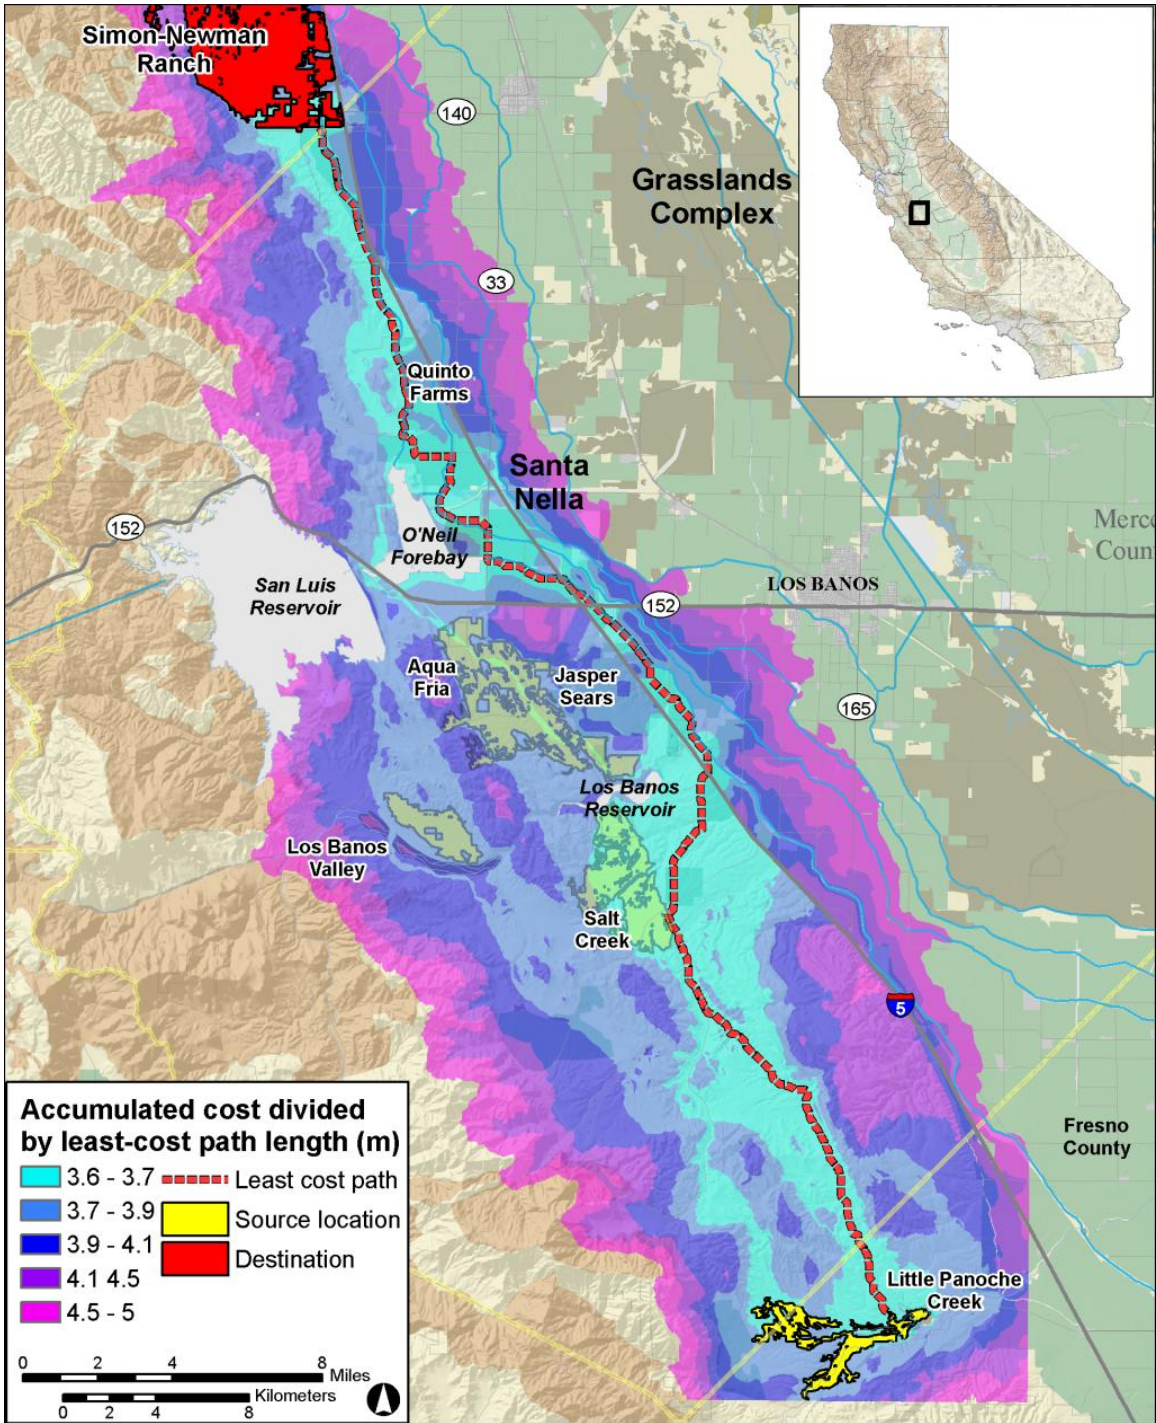 Simon-Newman
Ranch
140
Grasslands
Complex
33
Quinto
Farms
Santa
Nella
152
O'Neil
Forebay
Merce
Coun
San Luis
Reservoir
LOS BANOS
152
Aqua
Fria
Jasper
Sears
165
Los Banos
Reservoir
Los Banos
Valley
Salt
Creek
5
Fresno
County
Little Panoche
Creek
Accumulated cost divided
by least-cost path length (m)
3.6 - 3.7
3.7 - 3.9
3.9 - 4.1
4.1 4.5
4.5 - 5
Least cost path
Source location
Destination
0 2 4 8
Miles
Kilometers
0 2 4 8